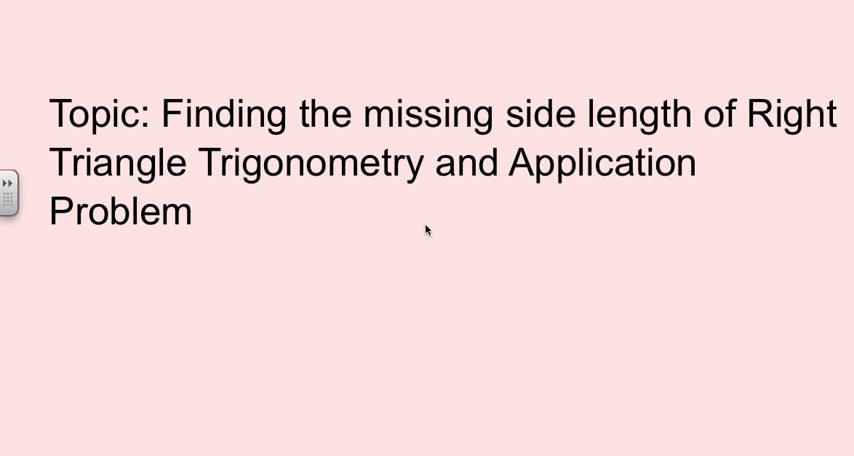 Topic: Finding the missing side length of Right
Triangle Trigonometry and Application
Problem